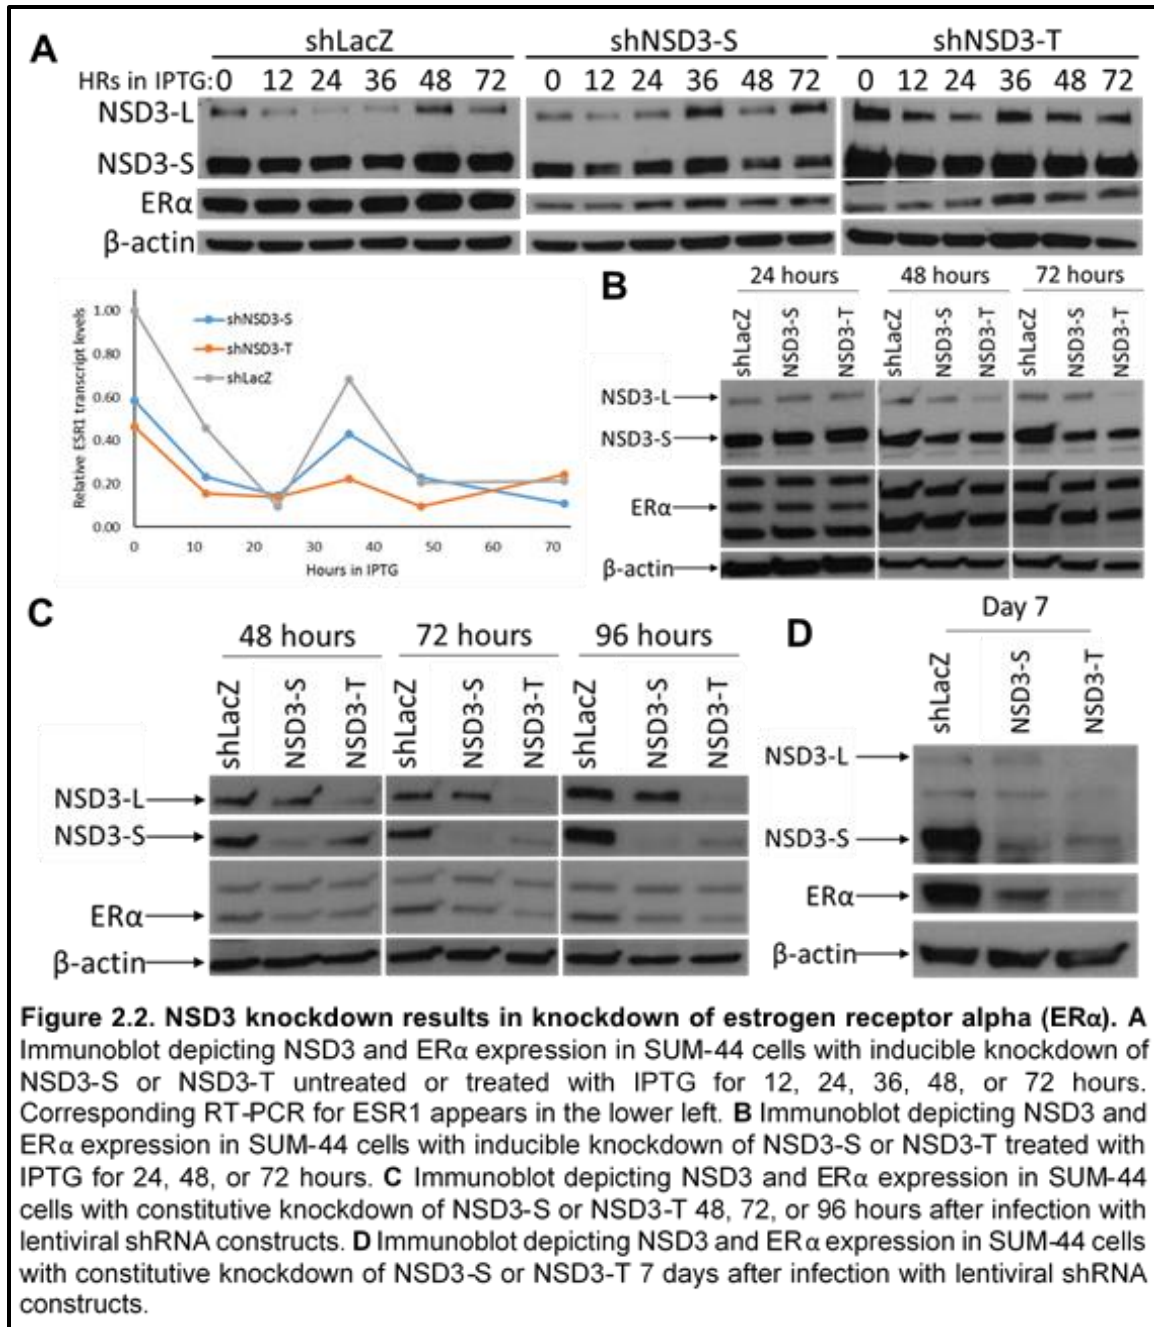 A
shLacZ shNSD3-S shNSD3-T
HRs in IPTG: 0 12 24 36 48 72 0 12 24 36 48 72 0 12 24 36 48 72
NSD3-L
NSD3-S
ERα
β-actin
Relative ESR1 transcript levels
1.00
0.80
0.60
0.40
0.20
0.00
shNSD3-S
shNSD3-T
shLacZ
0 10 20 30 40 50 60 70
Hours in IPTG
B
24 hours 48 hours 72 hours
shLacZ NSD3-S NSD3-T shLacZ NSD3-S NSD3-T shLacZ NSD3-S NSD3-T
NSD3-L
NSD3-S
ERα
β-actin
C
48 hours 72 hours 96 hours
shLacZ NSD3-S NSD3-T shLacZ NSD3-S NSD3-T shLacZ NSD3-S NSD3-T
NSD3-L
NSD3-S
ERα
β-actin
D
Day 7
shLacZ NSD3-S NSD3-T
NSD3-L
NSD3-S
ERα
β-actin
Figure 2.2. NSD3 knockdown results in knockdown of estrogen receptor alpha (ERα). A
Immunoblot depicting NSD3 and ERα expression in SUM-44 cells with inducible knockdown of
NSD3-S or NSD3-T untreated or treated with IPTG for 12, 24, 36, 48, or 72 hours.
Corresponding RT-PCR for ESR1 appears in the lower left. B Immunoblot depicting NSD3 and
ERα expression in SUM-44 cells with inducible knockdown of NSD3-S or NSD3-T treated with
IPTG for 24, 48, or 72 hours. C Immunoblot depicting NSD3 and ERα expression in SUM-44
cells with constitutive knockdown of NSD3-S or NSD3-T 48, 72, or 96 hours after infection with
lentiviral shRNA constructs. D Immunoblot depicting NSD3 and ERα expression in SUM-44 cells
with constitutive knockdown of NSD3-S or NSD3-T 7 days after infection with lentiviral shRNA
constructs.